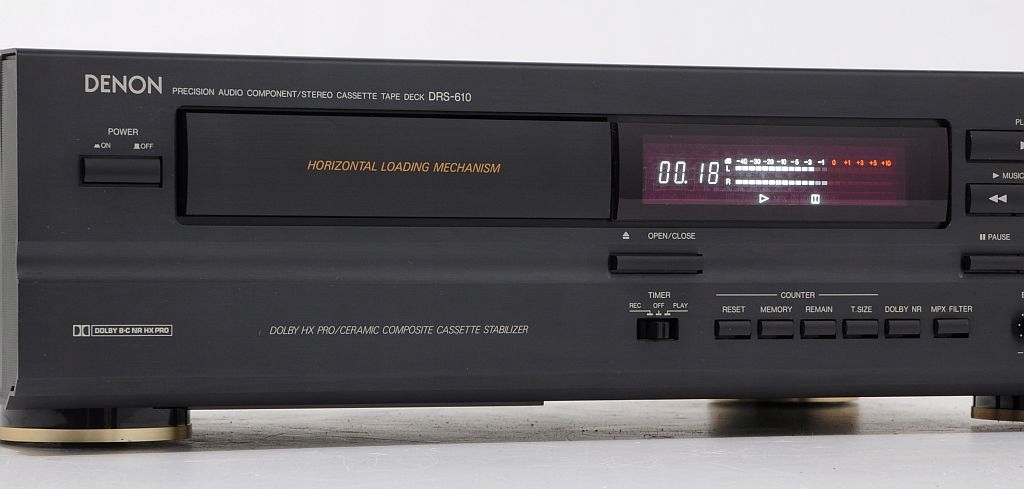 DENON PRECISION AUDIO COMPONENT/STEREO CASSETTE TAPE DECK DRS-610
POWER
ON OFF
HORIZONTAL LOADING MECHANISM
00.18
dB -40 -30 -20 -10 -6 -3 -1 0 +1 +3 +5 +10
L
R
MUSIC
OPEN/CLOSE
PAUSE
TIMER
REC OFF PLAY
COUNTER
RESET MEMORY REMAIN T.SIZE DOLBY NR MPX FILTER
DOLBY B·C NR HX PRO
DOLBY HX PRO/CERAMIC COMPOSITE CASSETTE STABILIZER